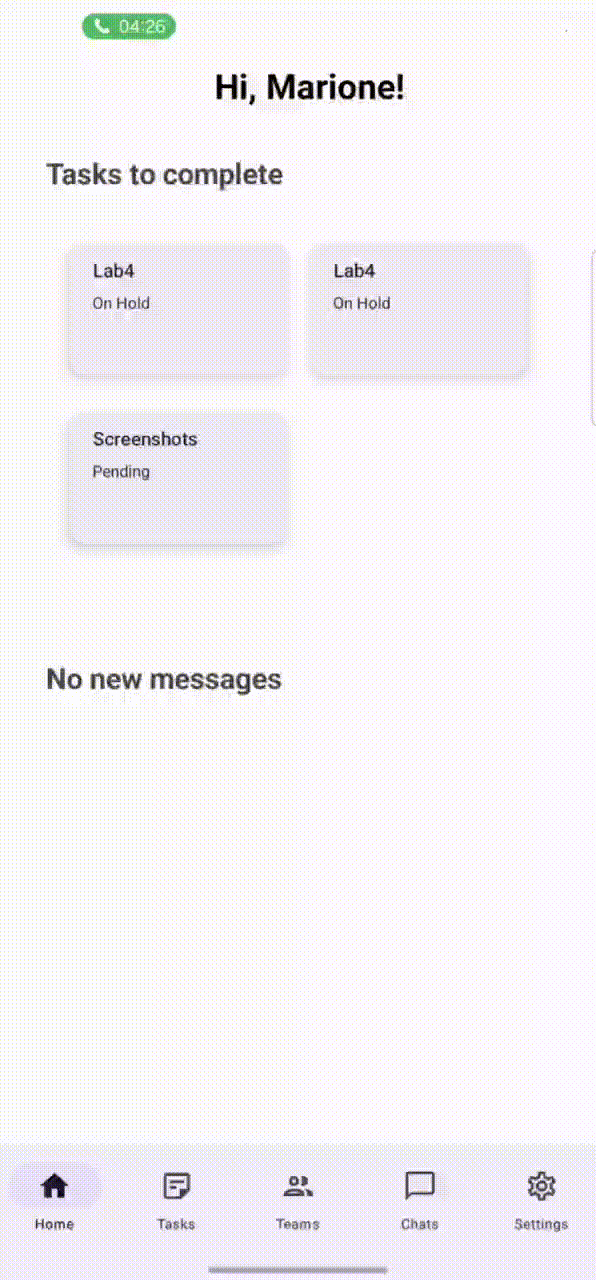 04:26
Hi, Marione!
Tasks to complete
Lab4
On Hold
Lab4
On Hold
Screenshots
Pending
No new messages
Home
Tasks
Teams
Chats
Settings